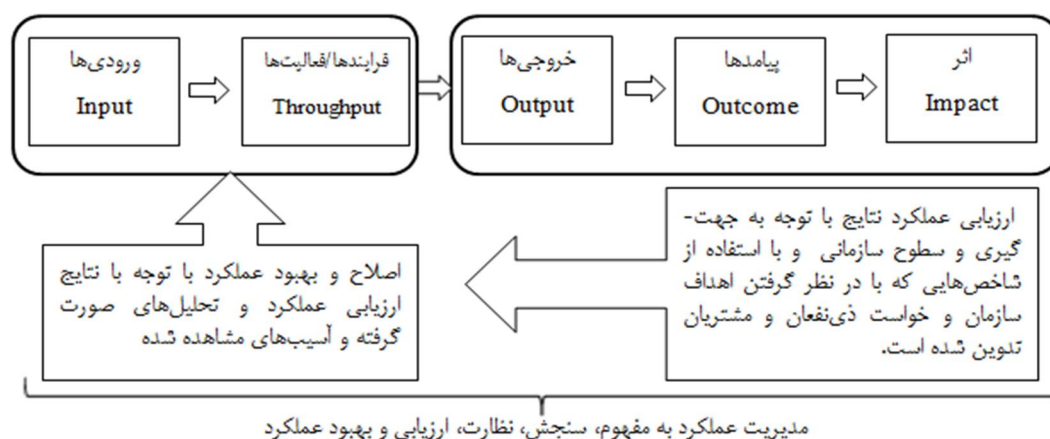 ورودی‌ها
Input
فرایندها/فعالیت‌ها
Throughput
خروجی‌ها
Output
پیامدها
Outcome
اثر
Impact
ارزیابی عملکرد نتایج با توجه به جهت-
گیری و سطوح سازمانی و با استفاده از
شاخص‌هایی که با در نظر گرفتن اهداف
سازمان و خواست ذی‌نفعان و مشتریان
تدوین شده است.
اصلاح و بهبود عملکرد با توجه با نتایج
ارزیابی عملکرد و تحلیل‌های صورت
گرفته و آسیب‌های مشاهده شده
مدیریت عملکرد به مفهوم، سنجش، نظارت، ارزیابی و بهبود عملکرد